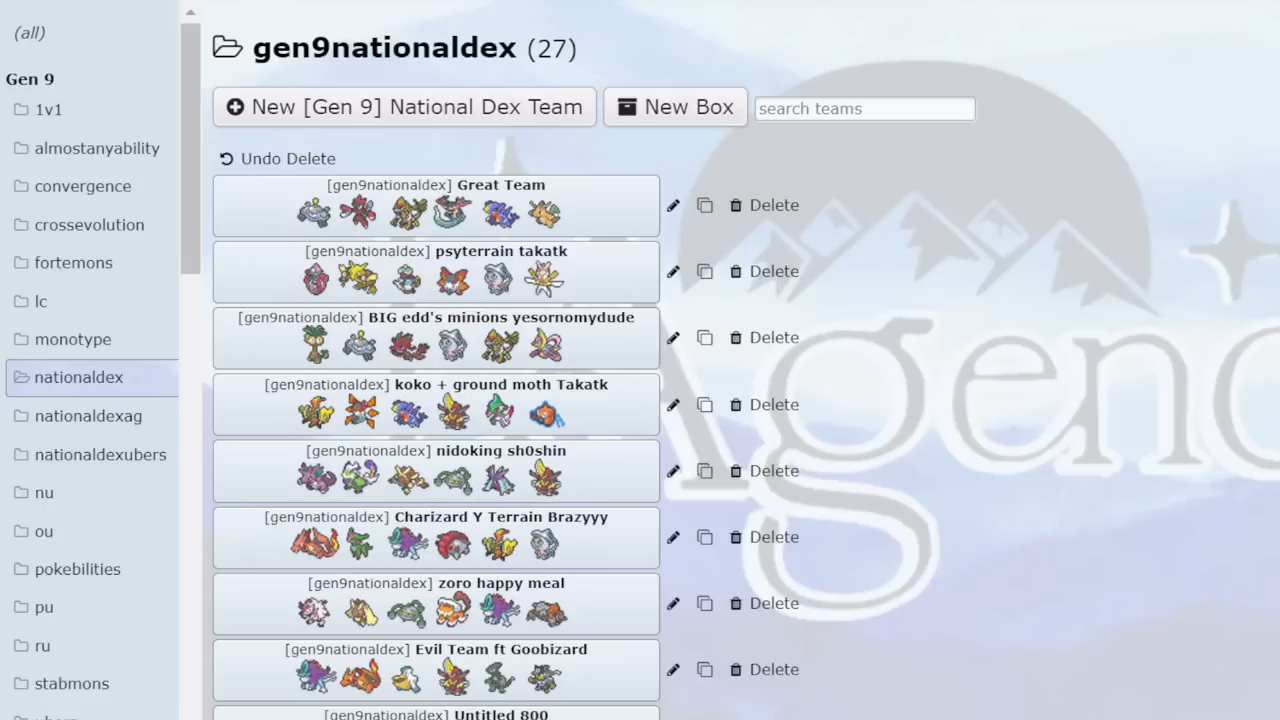 (all)
Gen 9
1v1
almostanyability
convergence
crossevolution
fortemons
lc
monotype
nationaldex
nationaldexag
nationaldexubers
nu
ou
pokebilities
pu
ru
stabmons
gen9nationaldex (27)
New [Gen 9] National Dex Team
New Box
search teams
Undo Delete
[gen9nationaldex] Great Team
Delete
[gen9nationaldex] psyterrain takatk
Delete
[gen9nationaldex] BIG edd's minions yesornomydude
Delete
[gen9nationaldex] koko + ground moth Takatk
Delete
[gen9nationaldex] nidoking sh0shin
Delete
[gen9nationaldex] Charizard Y Terrain Brazyyy
Delete
[gen9nationaldex] zoro happy meal
Delete
[gen9nationaldex] Evil Team ft Goobizard
Delete
[gen9nationaldex] Untitled 800